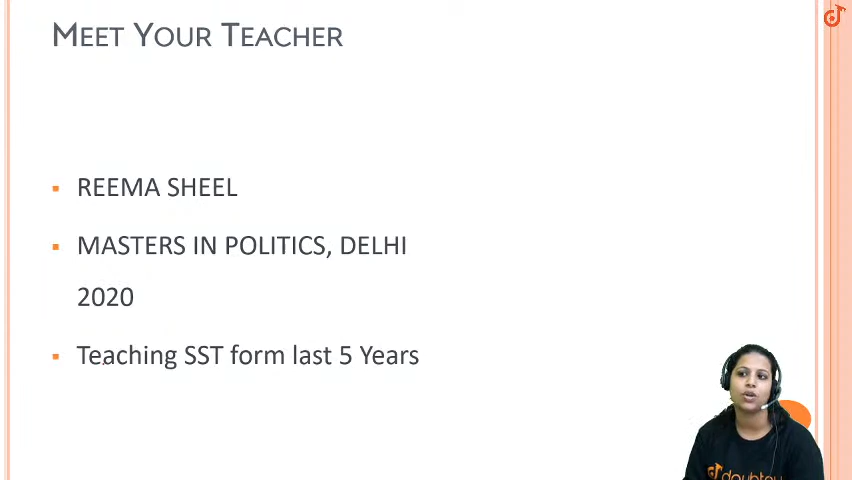 MEET YOUR TEACHER
REEMA SHEEL
MASTERS IN POLITICS, DELHI
2020
Teaching SST form last 5 Years